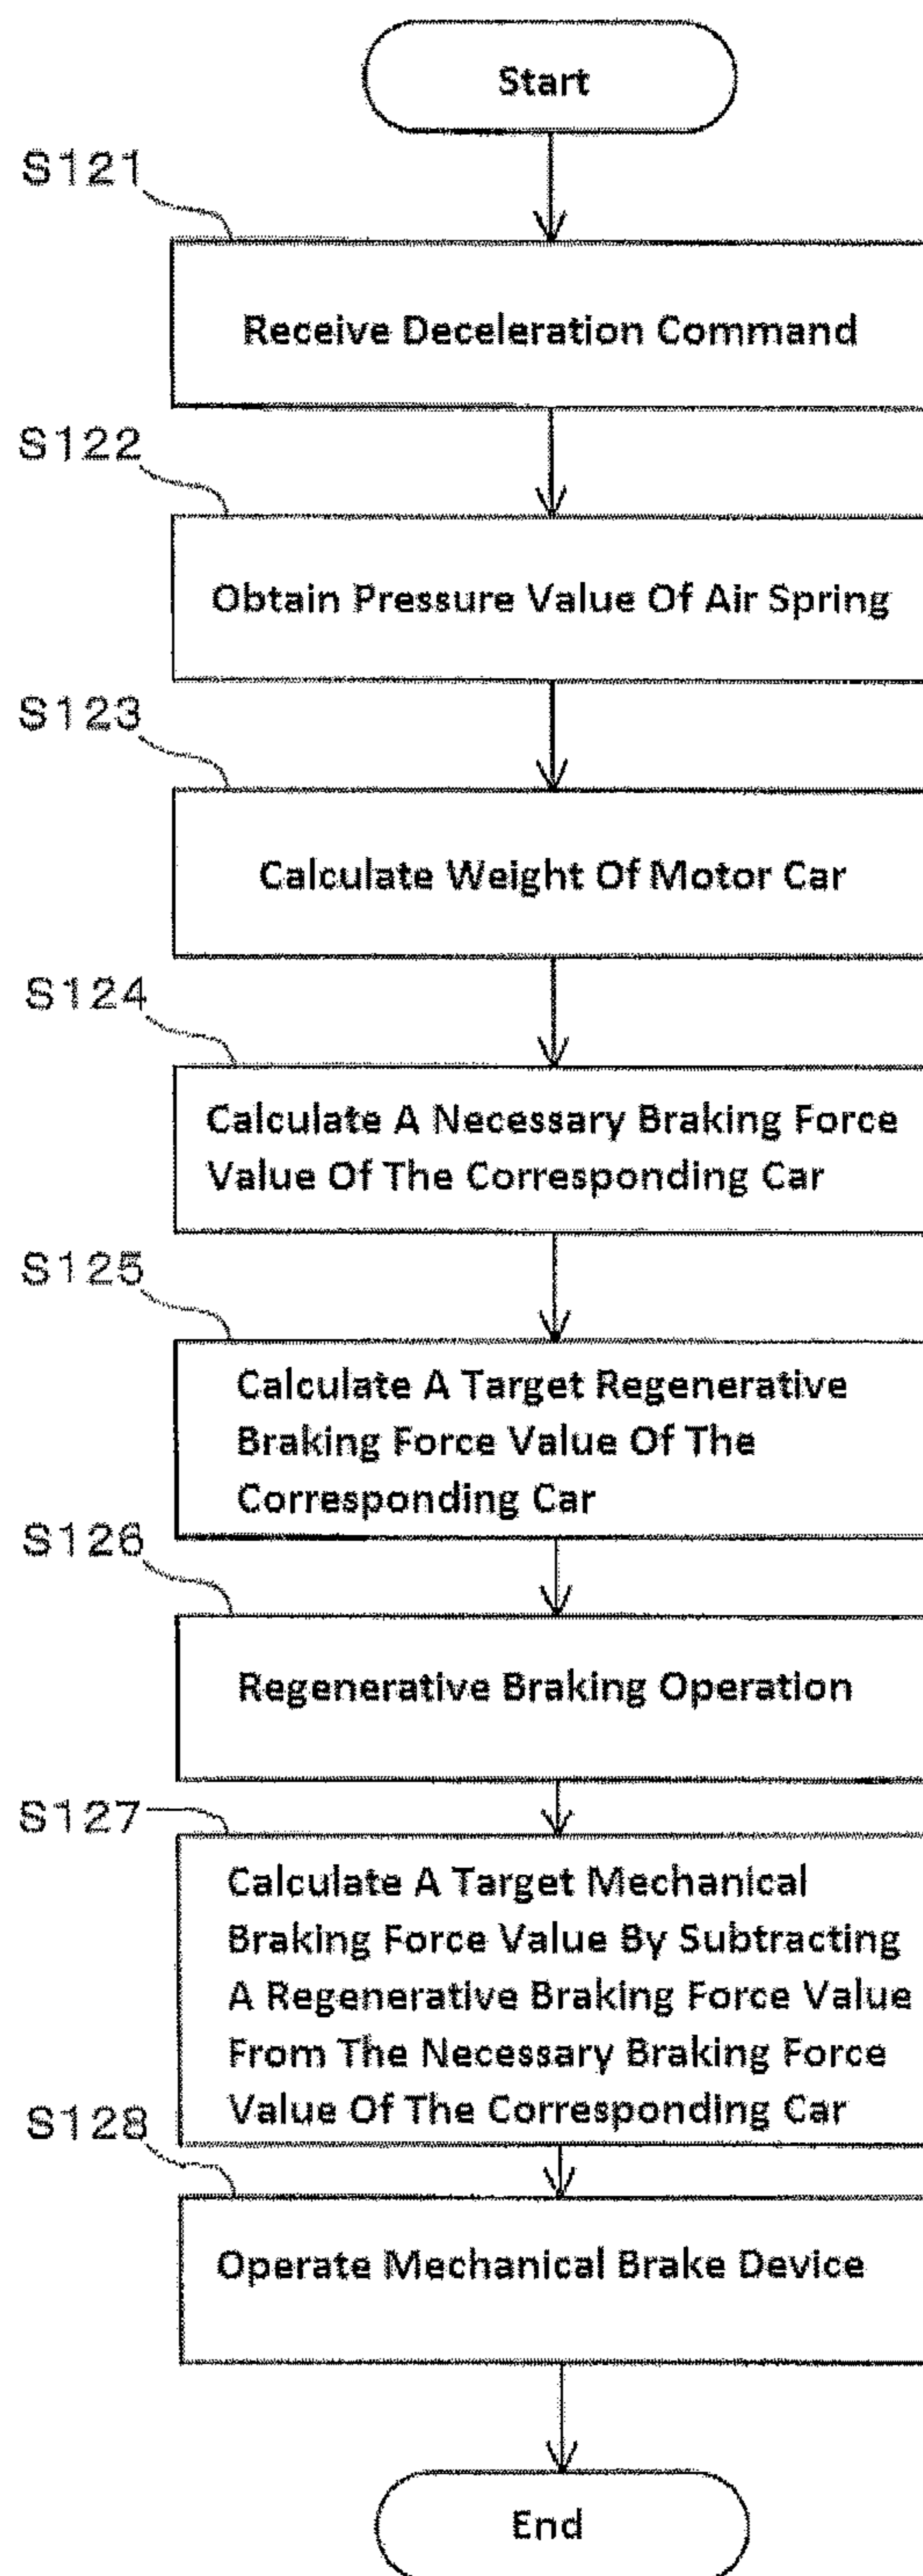 Start
S121
Receive Deceleration Command
S122
Obtain Pressure Value Of Air Spring
S123
Calculate Weight Of Motor Car
S124
Calculate A Necessary Braking Force
Value Of The Corresponding Car
S125
Calculate A Target Regenerative
Braking Force Value Of The
Corresponding Car
S126
Regenerative Braking Operation
S127
Calculate A Target Mechanical
Braking Force Value By Subtracting
A Regenerative Braking Force Value
From The Necessary Braking Force
Value Of The Corresponding Car
S128
Operate Mechanical Brake Device
End